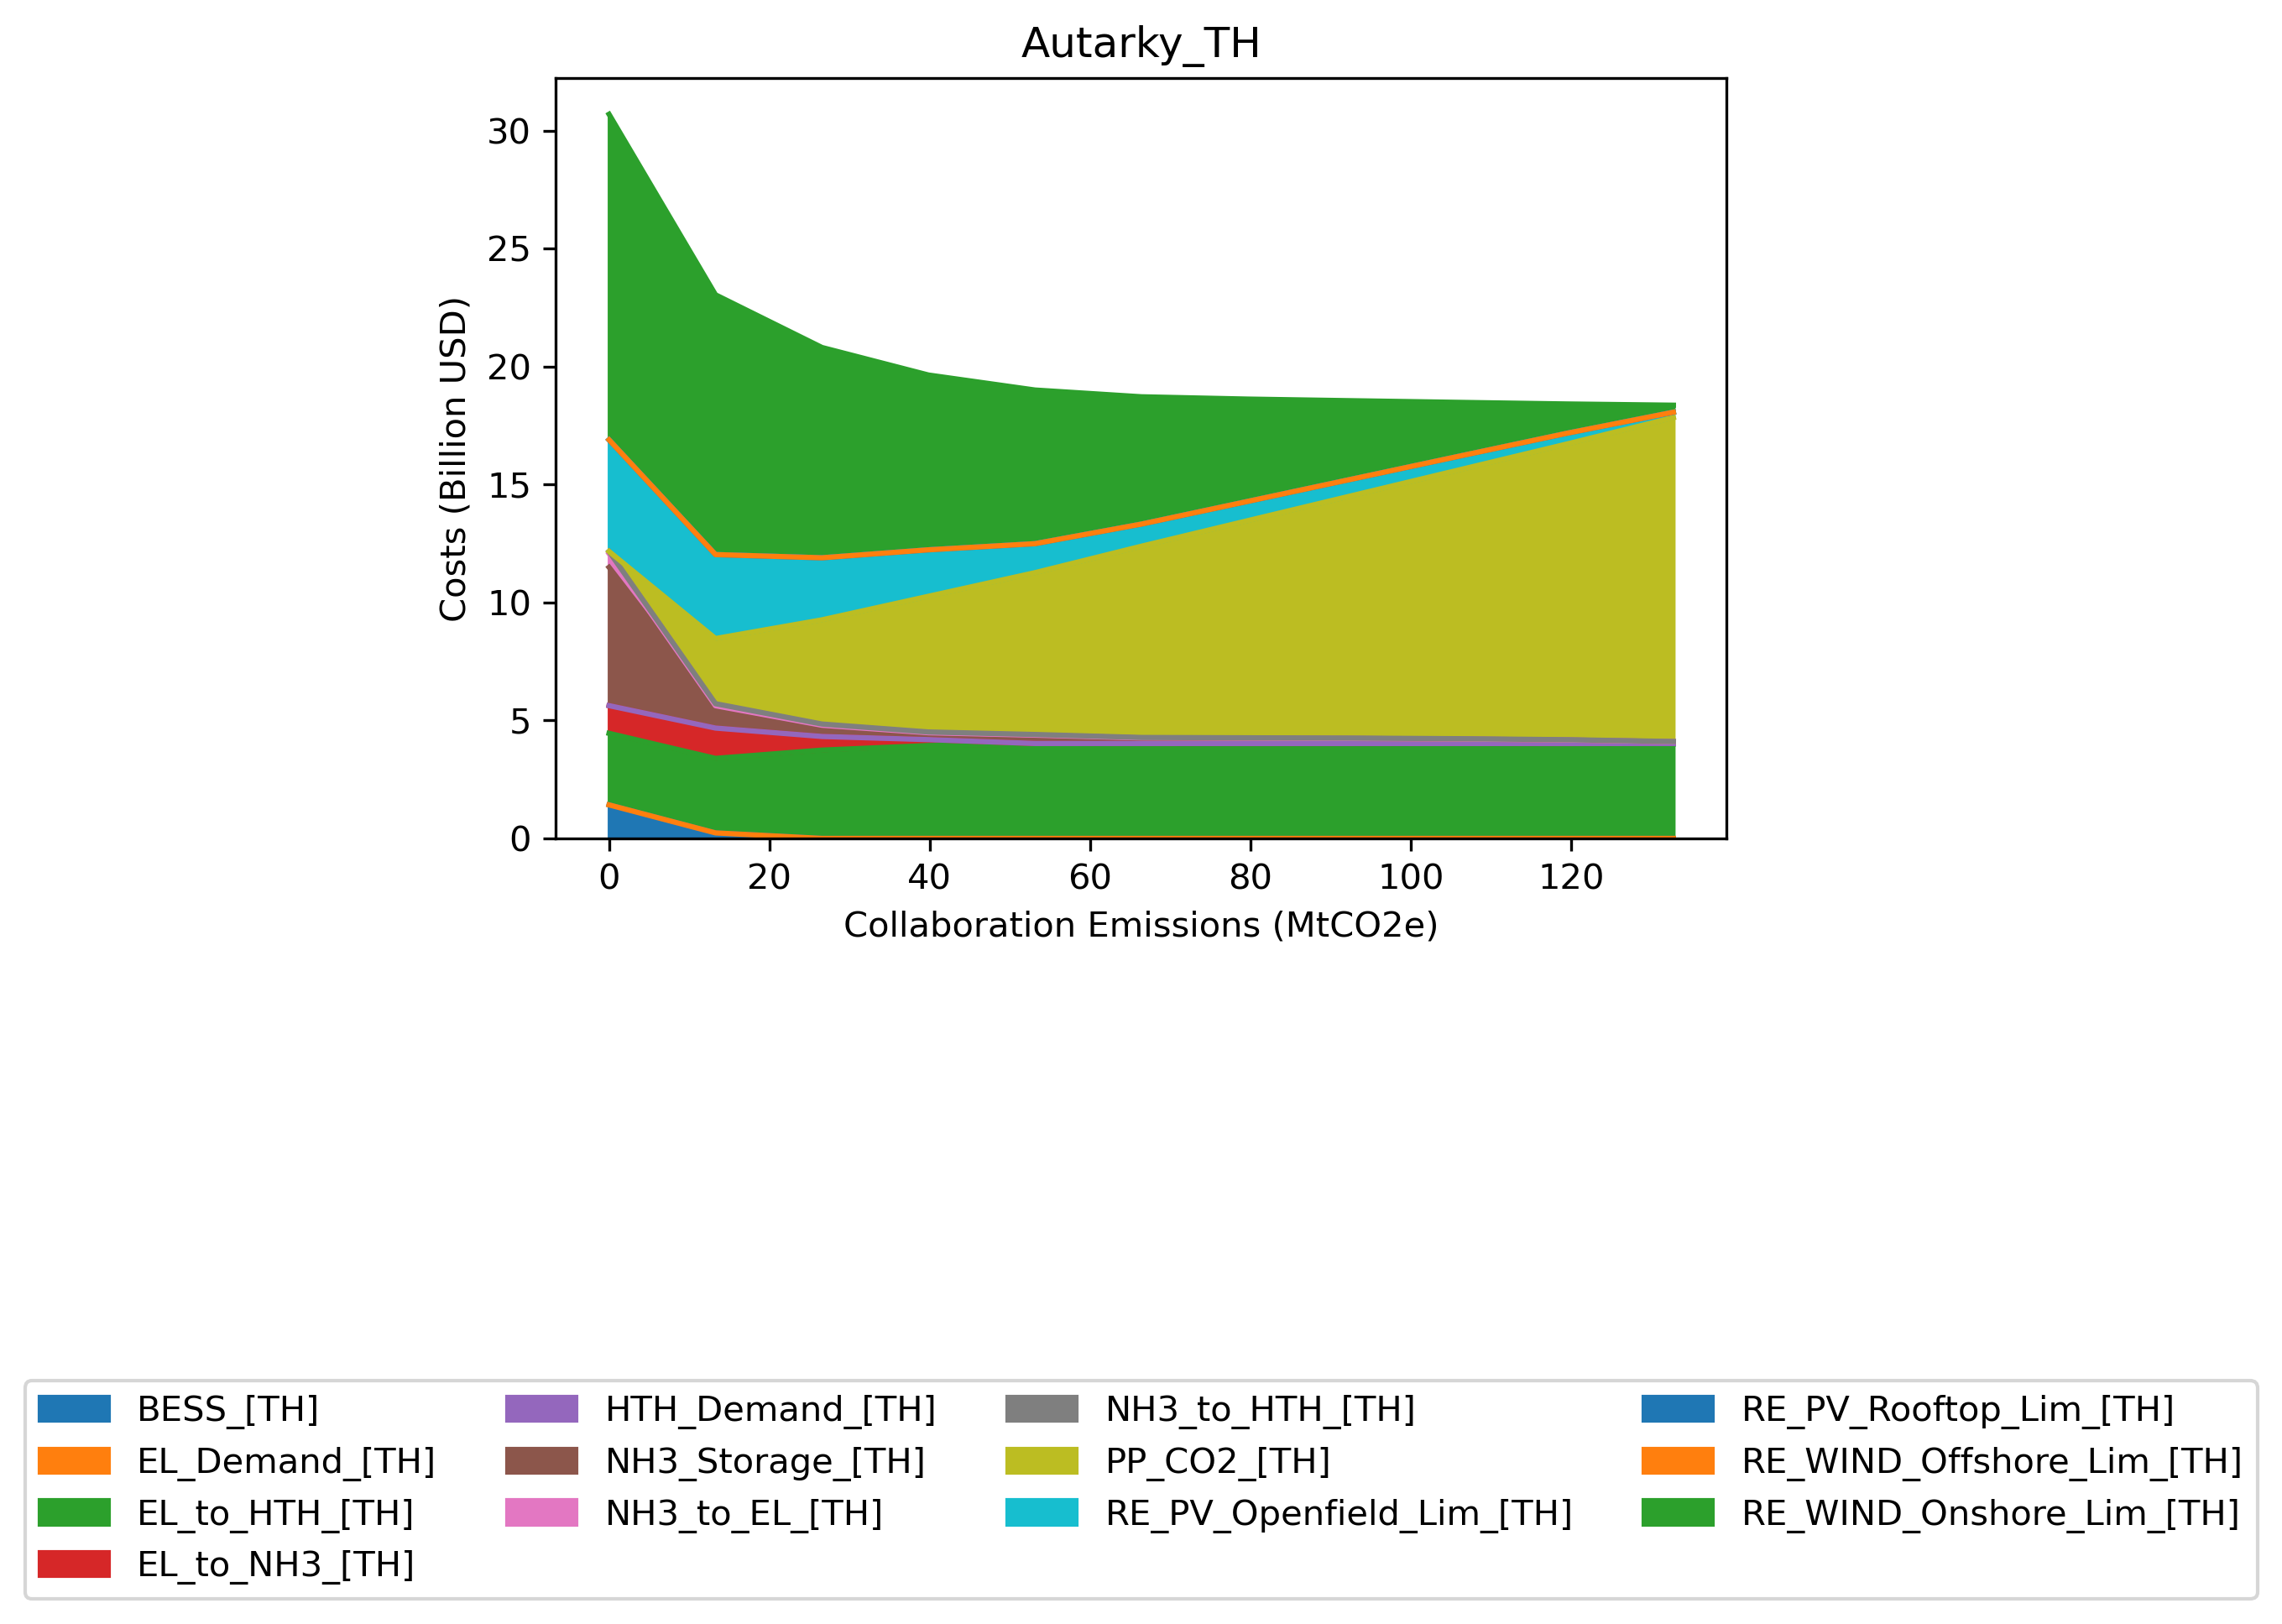 Autarky_TH
Costs (Billion USD)
30
25
20
15
10
5
0
0 20 40 60 80 100 120
Collaboration Emissions (MtCO2e)
BESS_[TH]
EL_Demand_[TH]
EL_to_HTH_[TH]
EL_to_NH3_[TH]
HTH_Demand_[TH]
NH3_Storage_[TH]
NH3_to_EL_[TH]
NH3_to_HTH_[TH]
PP_CO2_[TH]
RE_PV_Openfield_Lim_[TH]
RE_PV_Rooftop_Lim_[TH]
RE_WIND_Offshore_Lim_[TH]
RE_WIND_Onshore_Lim_[TH]